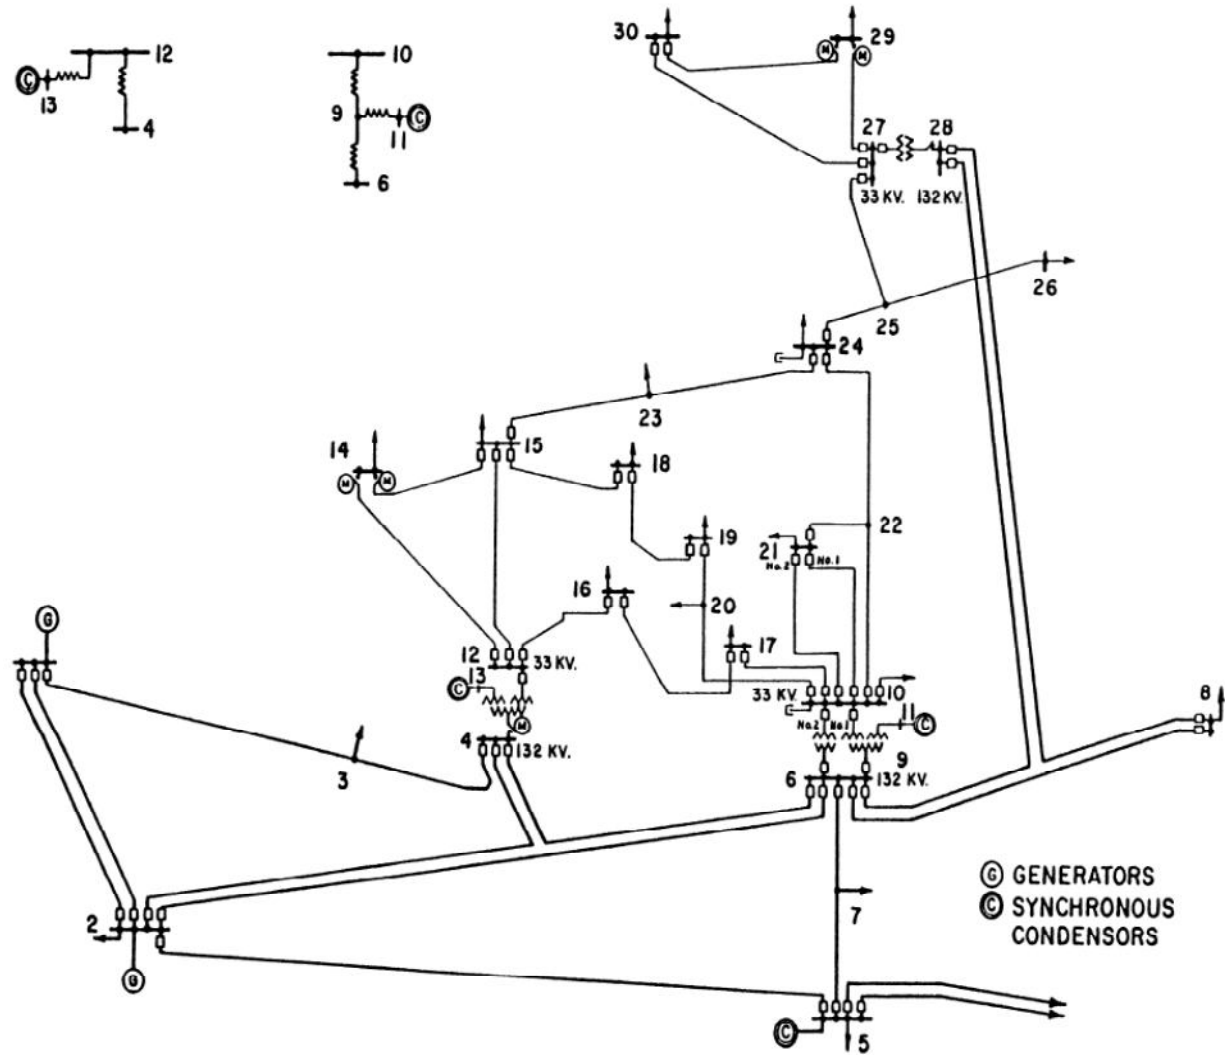 30
29
M
M
12
10
C
13
4
9
C
11
6
27
28
33 KV.
132 KV.
26
25
24
23
14
15
18
M
M
22
19
21
No.2
No.1
16
20
G
17
12
33 KV.
13
C
33 KV.
10
8
11
C
No.2
No.1
M
4
132 KV.
9
6
132 KV.
3
G GENERATORS
C SYNCHRONOUS
CONDENSORS
7
2
G
C
5